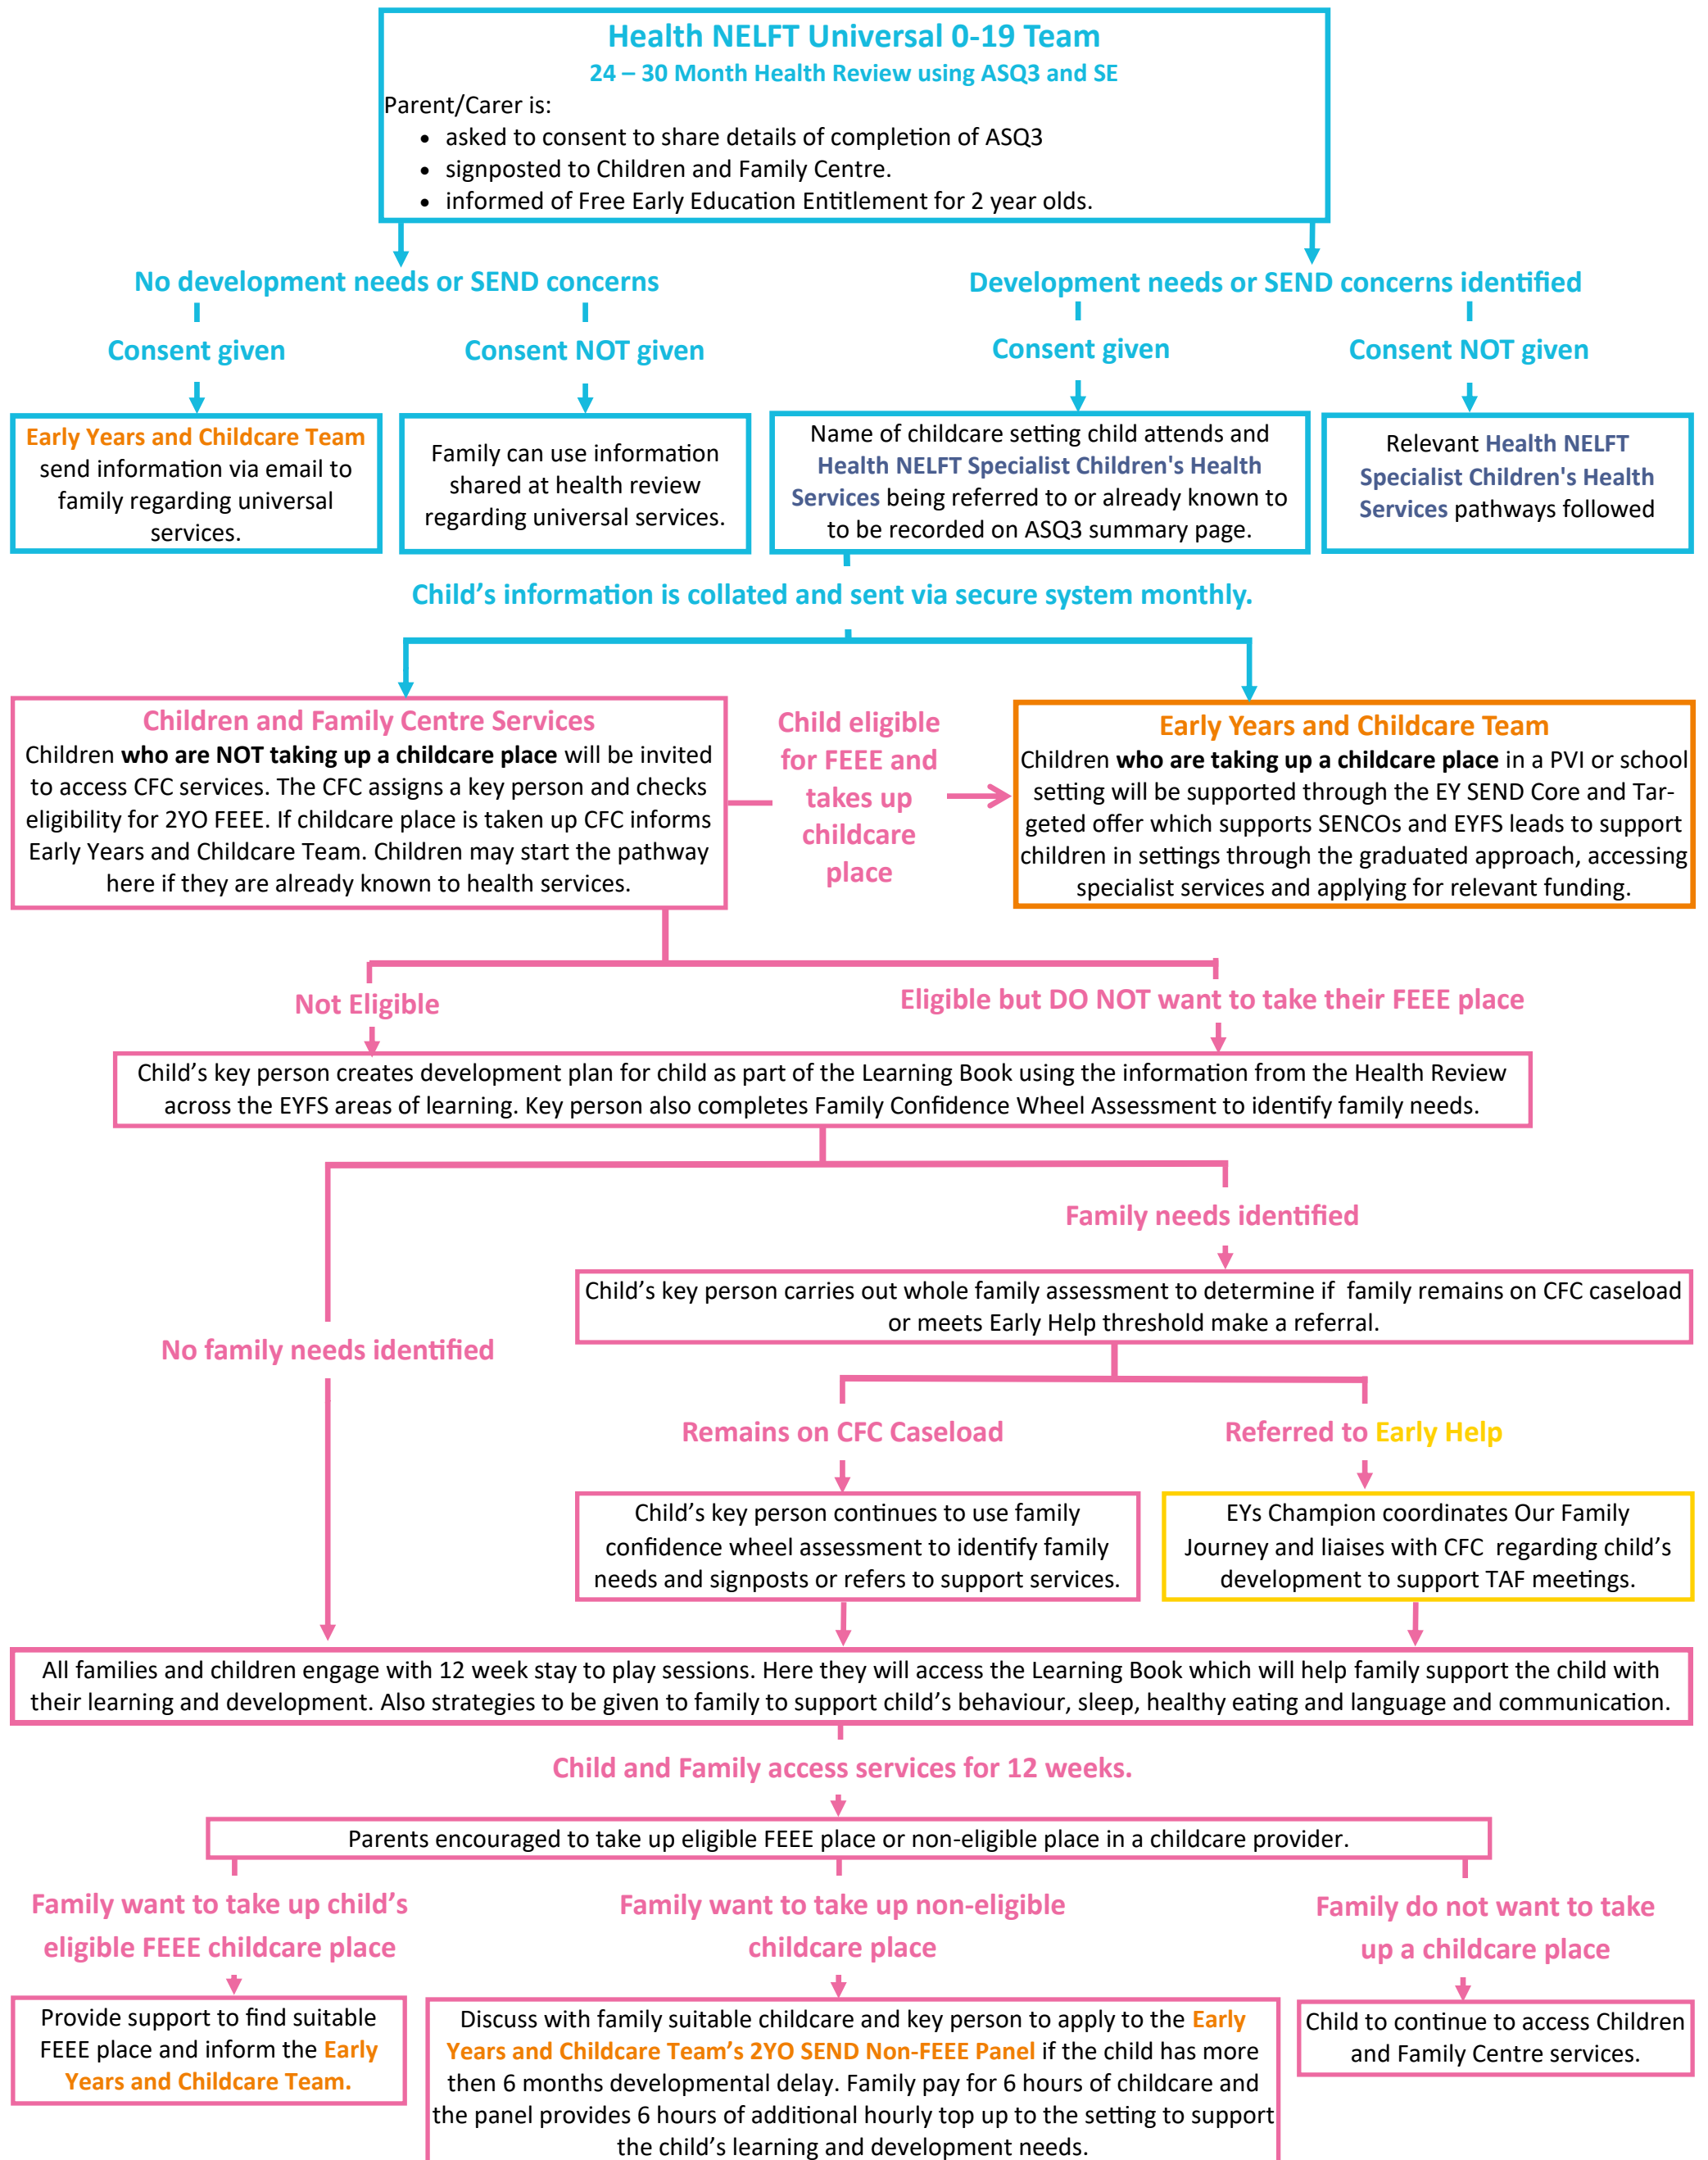 Health NELFT Universal 0-19 Team
24 – 30 Month Health Review using ASQ3 and SE
Parent/Carer is:
• asked to consent to share details of completion of ASQ3
• signposted to Children and Family Centre.
• informed of Free Early Education Entitlement for 2 year olds.
No development needs or SEND concerns
Development needs or SEND concerns identified
Consent given
Consent NOT given
Consent given
Consent NOT given
Early Years and Childcare Team
send information via email to
family regarding universal
services.
Family can use information
shared at health review
regarding universal services.
Name of childcare setting child attends and
Health NELFT Specialist Children's Health
Services being referred to or already known to
to be recorded on ASQ3 summary page.
Relevant Health NELFT
Specialist Children's Health
Services pathways followed
Child's information is collated and sent via secure system monthly.
Children and Family Centre Services
Children who are NOT taking up a childcare place will be invited
to access CFC services. The CFC assigns a key person and checks
eligibility for 2YO FEEE. If childcare place is taken up CFC informs
Early Years and Childcare Team. Children may start the pathway
here if they are already known to health services.
Child eligible
for FEEE and
takes up
childcare
place
Early Years and Childcare Team
Children who are taking up a childcare place in a PVI or school
setting will be supported through the EY SEND Core and Tar-
geted offer which supports SENCOs and EYFS leads to support
children in settings through the graduated approach, accessing
specialist services and applying for relevant funding.
Not Eligible
Eligible but DO NOT want to take their FEEE place
Child's key person creates development plan for child as part of the Learning Book using the information from the Health Review
across the EYFS areas of learning. Key person also completes Family Confidence Wheel Assessment to identify family needs.
Family needs identified
Child's key person carries out whole family assessment to determine if family remains on CFC caseload
or meets Early Help threshold make a referral.
No family needs identified
Remains on CFC Caseload
Referred to Early Help
Child's key person continues to use family
confidence wheel assessment to identify family
needs and signposts or refers to support services.
EYs Champion coordinates Our Family
Journey and liaises with CFC regarding child's
development to support TAF meetings.
All families and children engage with 12 week stay to play sessions. Here they will access the Learning Book which will help family support the child with
their learning and development. Also strategies to be given to family to support child's behaviour, sleep, healthy eating and language and communication.
Child and Family access services for 12 weeks.
Parents encouraged to take up eligible FEEE place or non-eligible place in a childcare provider.
Family want to take up child's
eligible FEEE childcare place
Family want to take up non-eligible
childcare place
Family do not want to take
up a childcare place
Provide support to find suitable
FEEE place and inform the Early
Years and Childcare Team.
Discuss with family suitable childcare and key person to apply to the Early
Years and Childcare Team's 2YO SEND Non-FEEE Panel if the child has more
then 6 months developmental delay. Family pay for 6 hours of childcare and
the panel provides 6 hours of additional hourly top up to the setting to support
the child's learning and development needs.
Child to continue to access Children
and Family Centre services.